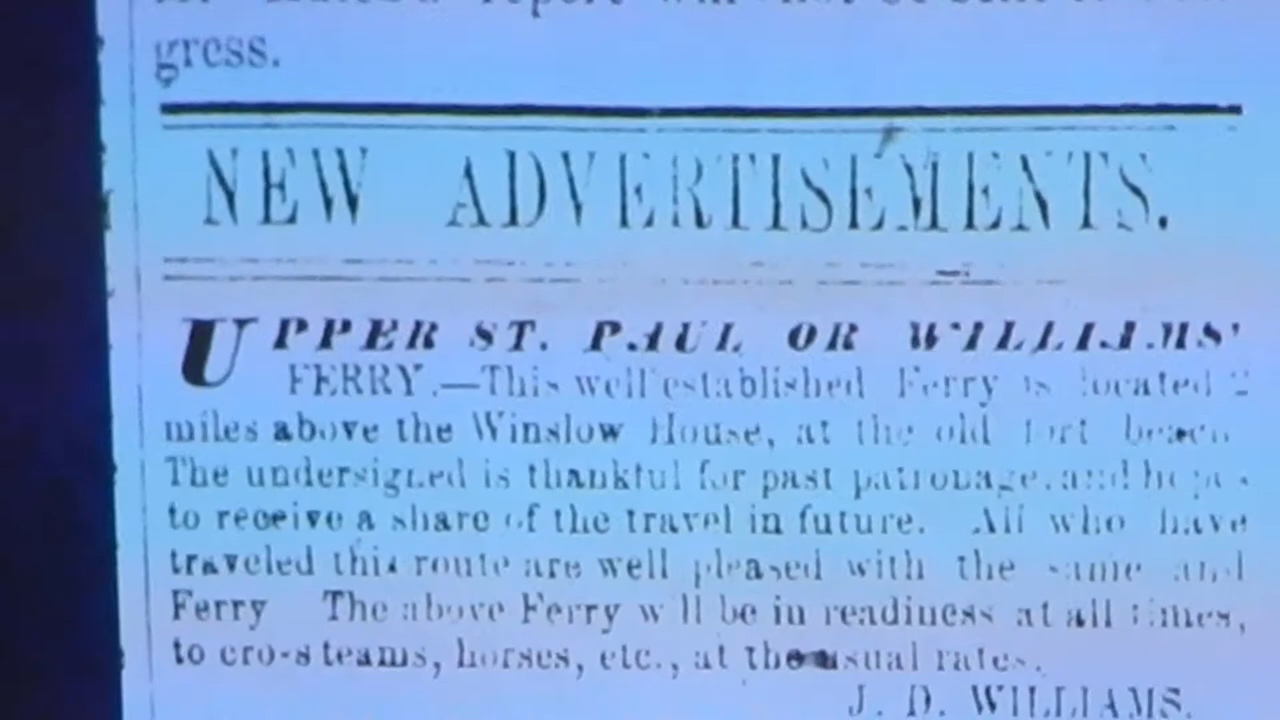 gress.
NEW ADVERTISEMENTS.
UPPER ST. PAUL OR WILLIAMS'
FERRY.—This well established Ferry is located 2
miles above the Winslow House, at the old fort
The undersigned is thankful for past patronage, and hopes
to receive a share of the travel in future. All who have
traveled this route are well pleased with the same and
Ferry The above Ferry w ll be in readiness at all times,
to cro-s teams, horses, etc., at the usual rates.
J. D. WILLIAMS.